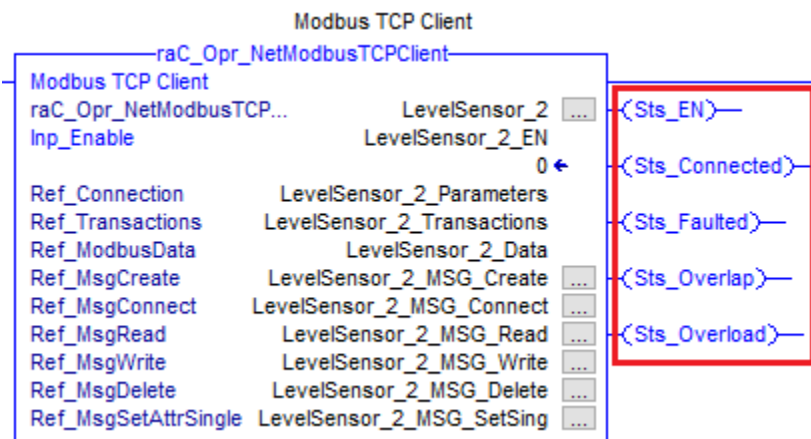 Modbus TCP Client
raC_Opr_NetModbusTCPClient
Modbus TCP Client
raC_Opr_NetModbusTCP... LevelSensor_2 ... Sts_EN
Inp_Enable LevelSensor_2_EN
0 Sts_Connected
Ref_Connection LevelSensor_2_Parameters
Ref_Transactions LevelSensor_2_Transactions Sts_Faulted
Ref_ModbusData LevelSensor_2_Data
Ref_MsgCreate LevelSensor_2_MSG_Create ... Sts_Overlap
Ref_MsgConnect LevelSensor_2_MSG_Connect ...
Ref_MsgRead LevelSensor_2_MSG_Read ... Sts_Overload
Ref_MsgWrite LevelSensor_2_MSG_Write ...
Ref_MsgDelete LevelSensor_2_MSG_Delete ...
Ref_MsgSetAttrSingle LevelSensor_2_MSG_SetSing ...